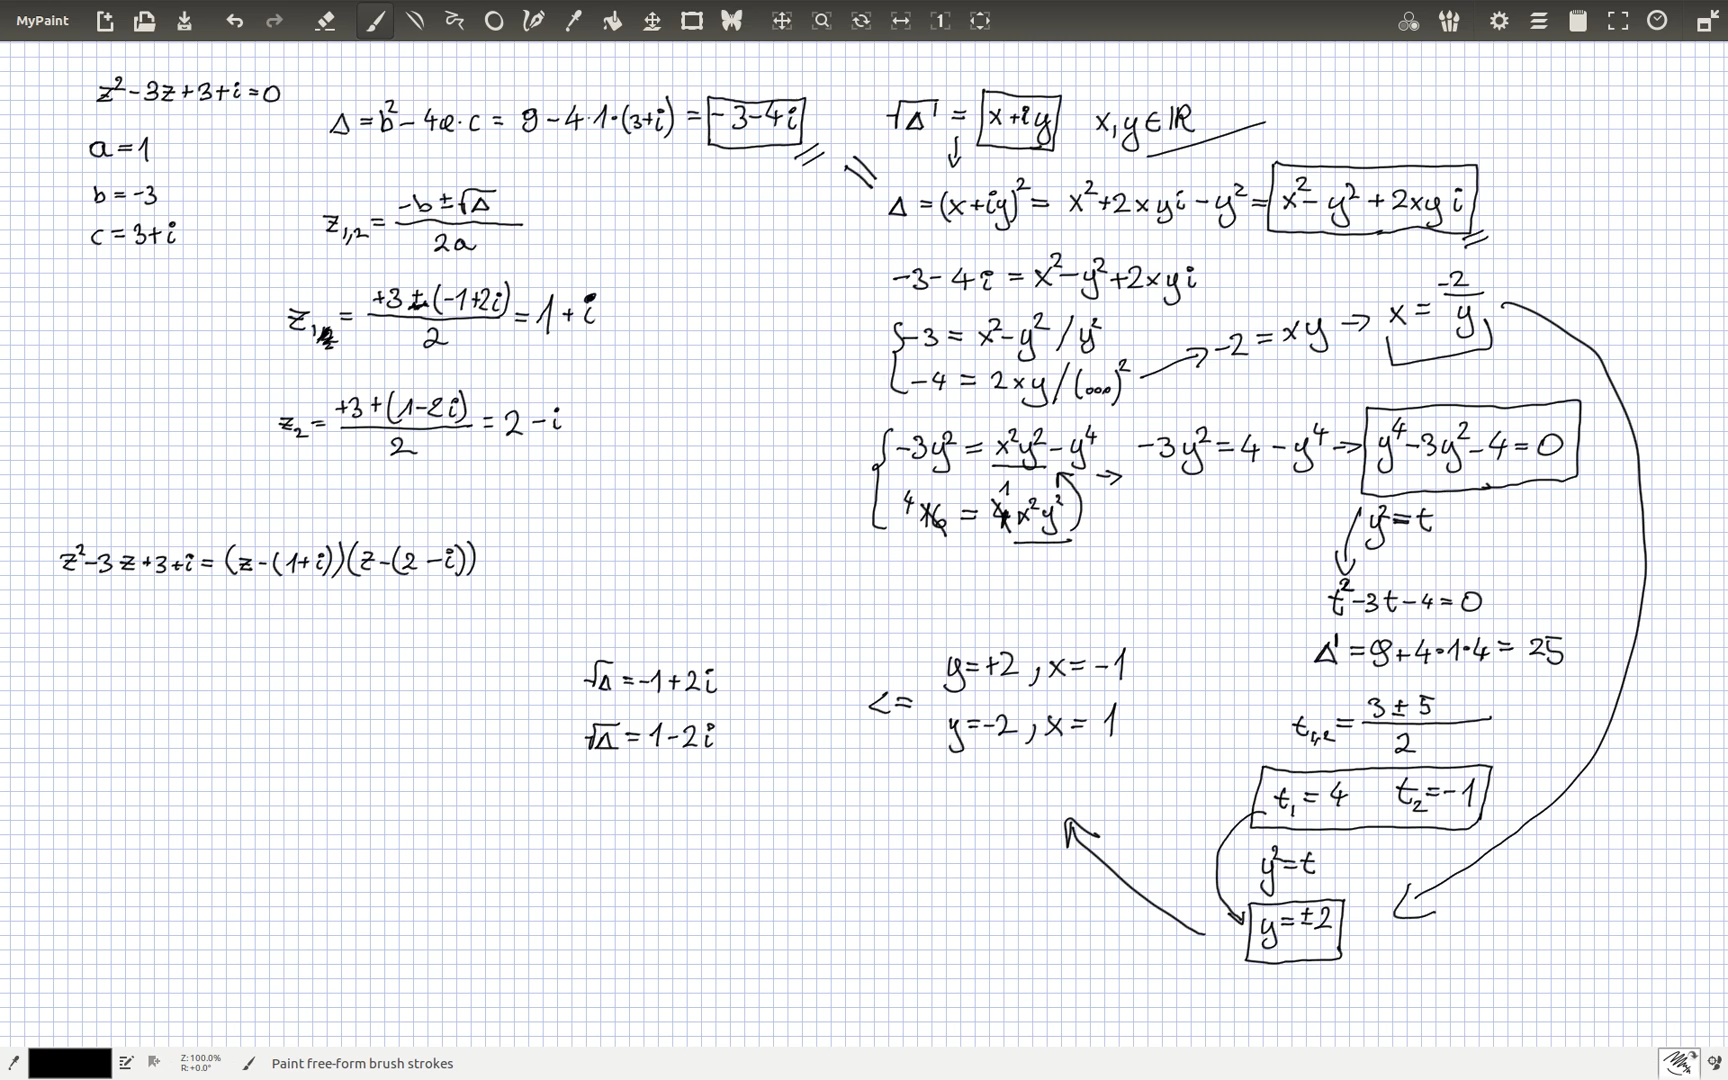 MyPaint
z² - 3z + 3 + i = 0
a = 1
b = -3
c = 3 + i
Δ = b² - 4a·c = 9 - 4·1·(3+i) = -3-4i
z₁,₂ = (-b ± √Δ) / 2a
z₁ = (+3 + (-1+2i)) / 2 = 1 + i
z₂ = (+3 + (1-2i)) / 2 = 2 - i
z² - 3z + 3 + i = (z - (1+i))(z - (2-i))
√Δ = x + iy x, y ∈ ℝ
↓
Δ = (x+iy)² = x² + 2xyi - y² = x² - y² + 2xyi
-3 - 4i = x² - y² + 2xyi
{ -3 = x² - y² / y²
-4 = 2xy / (...)² → -2 = xy → x = -2/y
{ -3y² = x²y² - y⁴ → -3y² = 4 - y⁴ → y⁴ - 3y² - 4 = 0
4 = 1 x²y²
y² = t
t² - 3t - 4 = 0
Δ' = 9 + 4·1·4 = 25
t₁,₂ = (3 ± 5) / 2
t₁ = 4 t₂ = -1
y² = t
y = ±2
<= y = +2, x = -1
y = -2, x = 1
√Δ = -1 + 2i
√Δ = 1 - 2i
Z: 100.0%
R: +0.0°
Paint free-form brush strokes